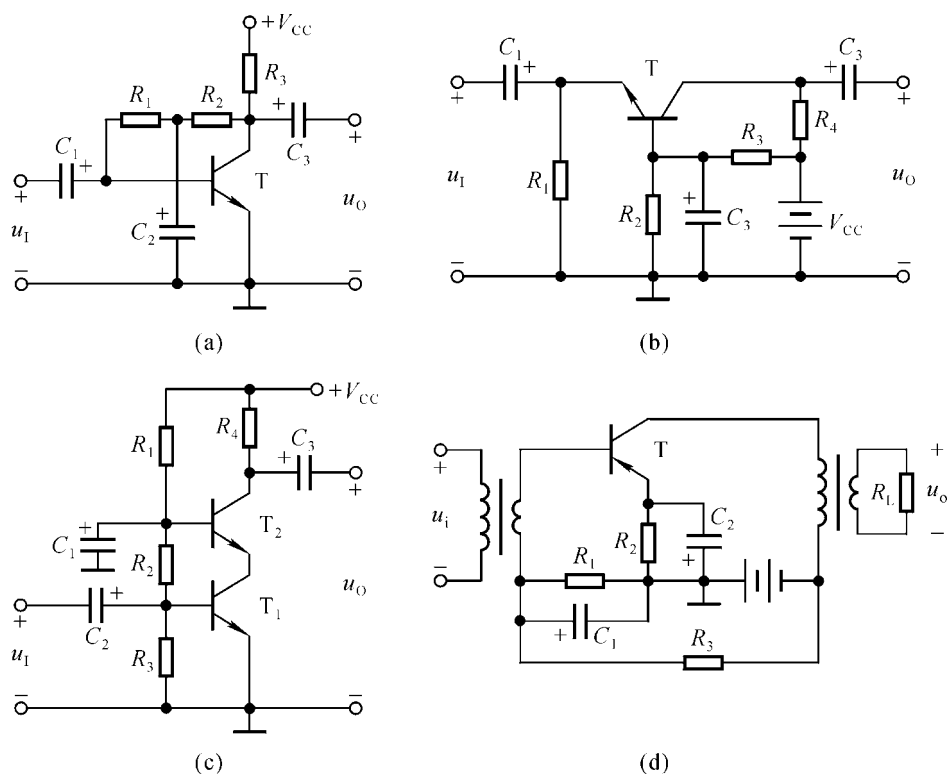 +V_CC
R_3
R_1 R_2
C_1 + + C_3 +
T
+ u_I − C_2 + u_O −
(a)
C_1 + T + C_3
+ R_3 R_4 +
u_I R_1 R_2 + C_3 V_CC u_O
− −
(b)
+V_CC
R_4
R_1 + C_3
+
C_1 + T_2
R_2
u_O
+ C_2 + T_1
u_I R_3
− −
(c)
T
+ +
u_i C_2 R_L u_o
R_2
− R_1 + −
+ C_1 R_3
(d)